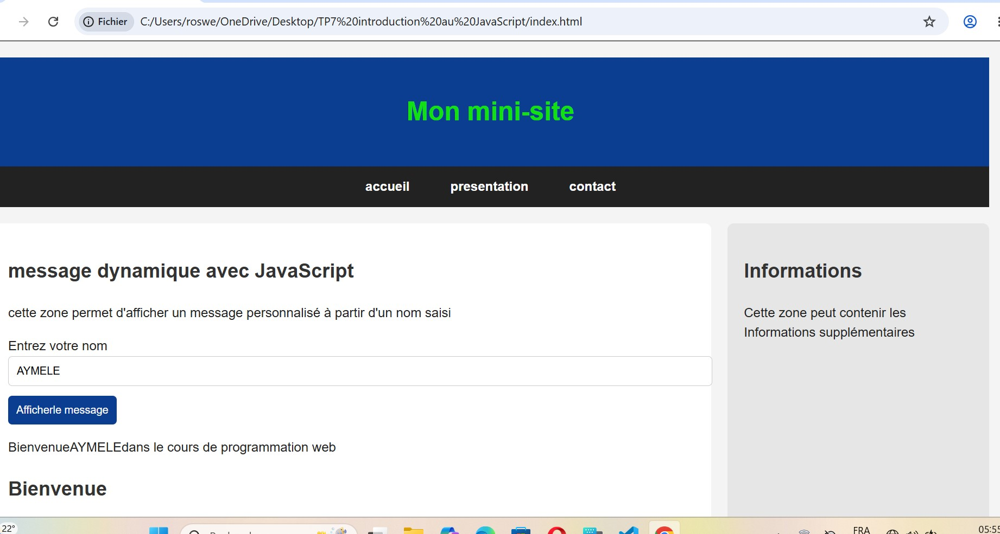 Fichier C:/Users/roswe/OneDrive/Desktop/TP7%20introduction%20au%20JavaScript/index.html
Mon mini-site
accueil presentation contact
message dynamique avec JavaScript
cette zone permet d'afficher un message personnalisé à partir d'un nom saisi
Entrez votre nom
AYMELE
Afficherle message
BienvenueAYMELEdans le cours de programmation web
Bienvenue
Informations
Cette zone peut contenir les
Informations supplémentaires
22°
FRA
05:55